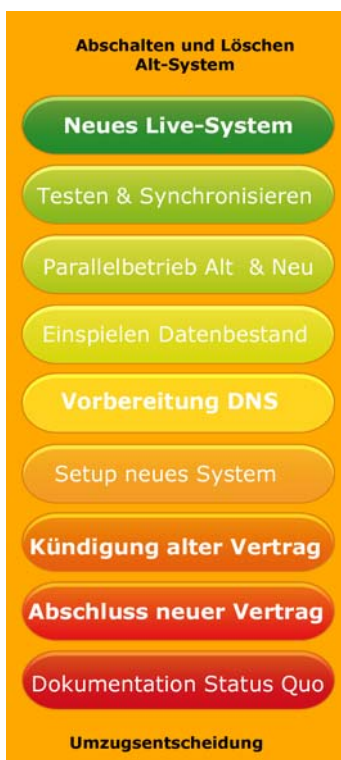 Abschalten und Löschen
Alt-System
Neues Live-System
Testen & Synchronisieren
Parallelbetrieb Alt & Neu
Einspielen Datenbestand
Vorbereitung DNS
Setup neues System
Kündigung alter Vertrag
Abschluss neuer Vertrag
Dokumentation Status Quo
Umzugsentscheidung